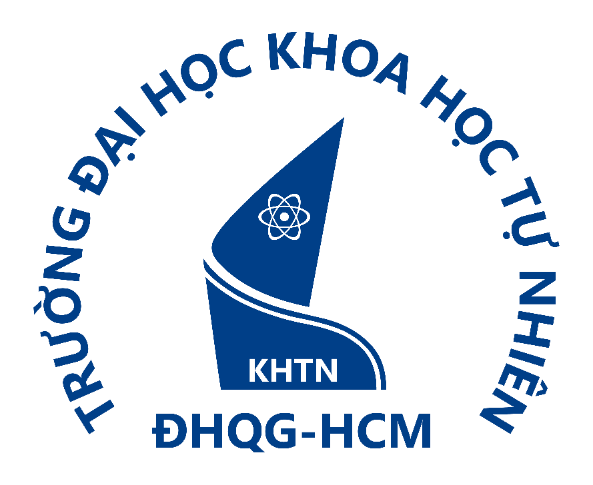 TRƯỜNG ĐẠI HỌC KHOA HỌC TỰ NHIÊN
KHTN
ĐHQG-HCM